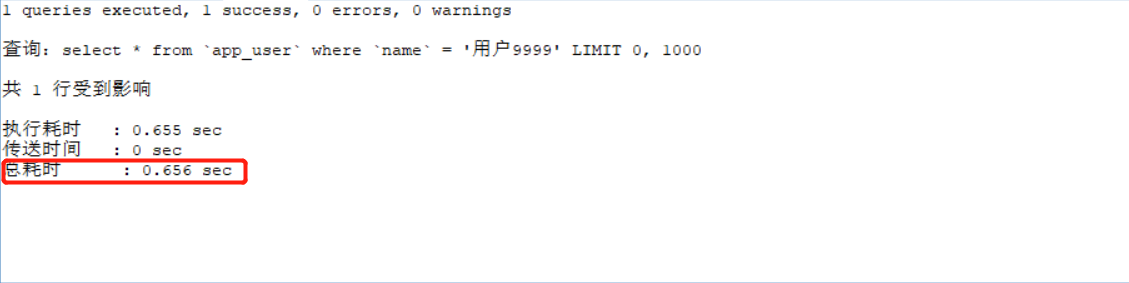 1 queries executed, 1 success, 0 errors, 0 warnings
查询：select * from `app_user` where `name` = '用户9999' LIMIT 0, 1000
共 1 行受到影响
执行耗时   : 0.655 sec
传送时间   : 0 sec
总耗时      : 0.656 sec